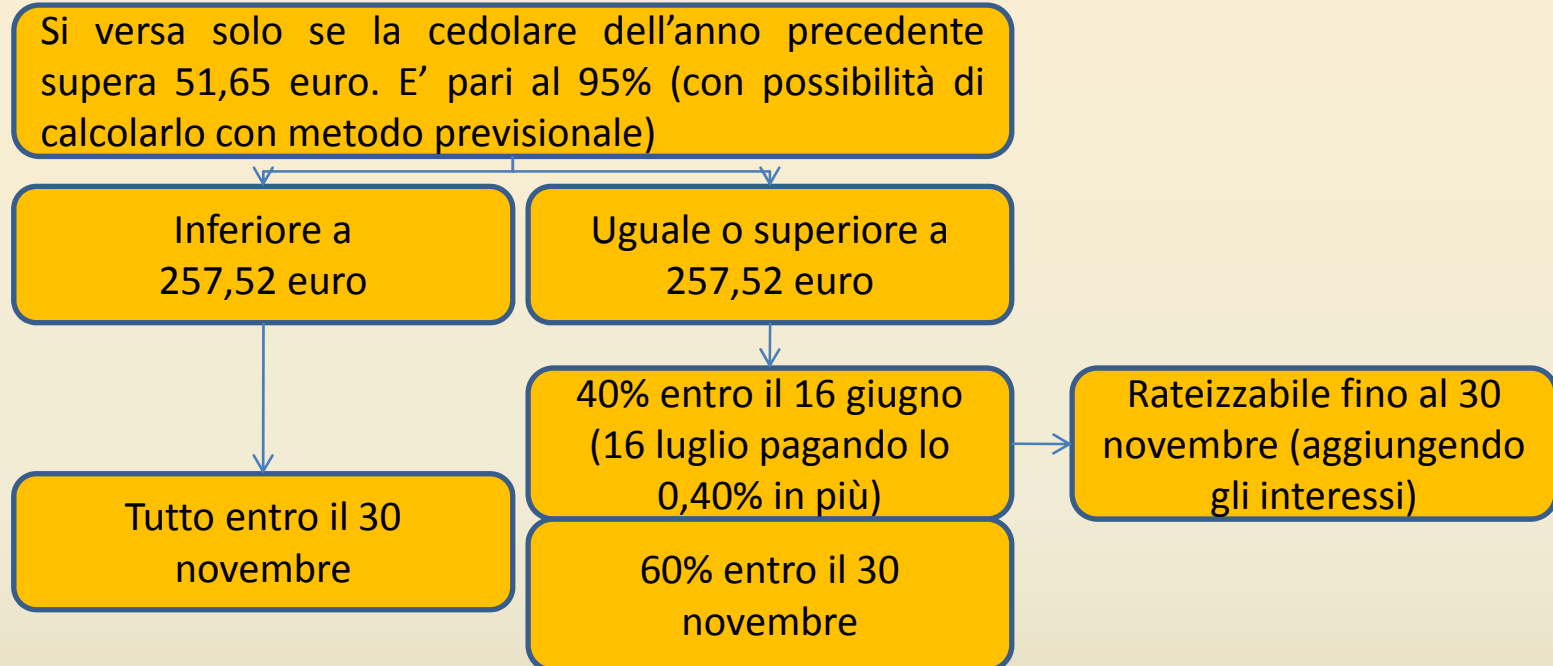 Si versa solo se la cedolare dell’anno precedente
supera 51,65 euro. E’ pari al 95% (con possibilità di
calcolarlo con metodo previsionale)
Inferiore a
257,52 euro
Uguale o superiore a
257,52 euro
40% entro il 16 giugno
(16 luglio pagando lo
0,40% in più)
Rateizzabile fino al 30
novembre (aggiungendo
gli interessi)
Tutto entro il 30
novembre
60% entro il 30
novembre